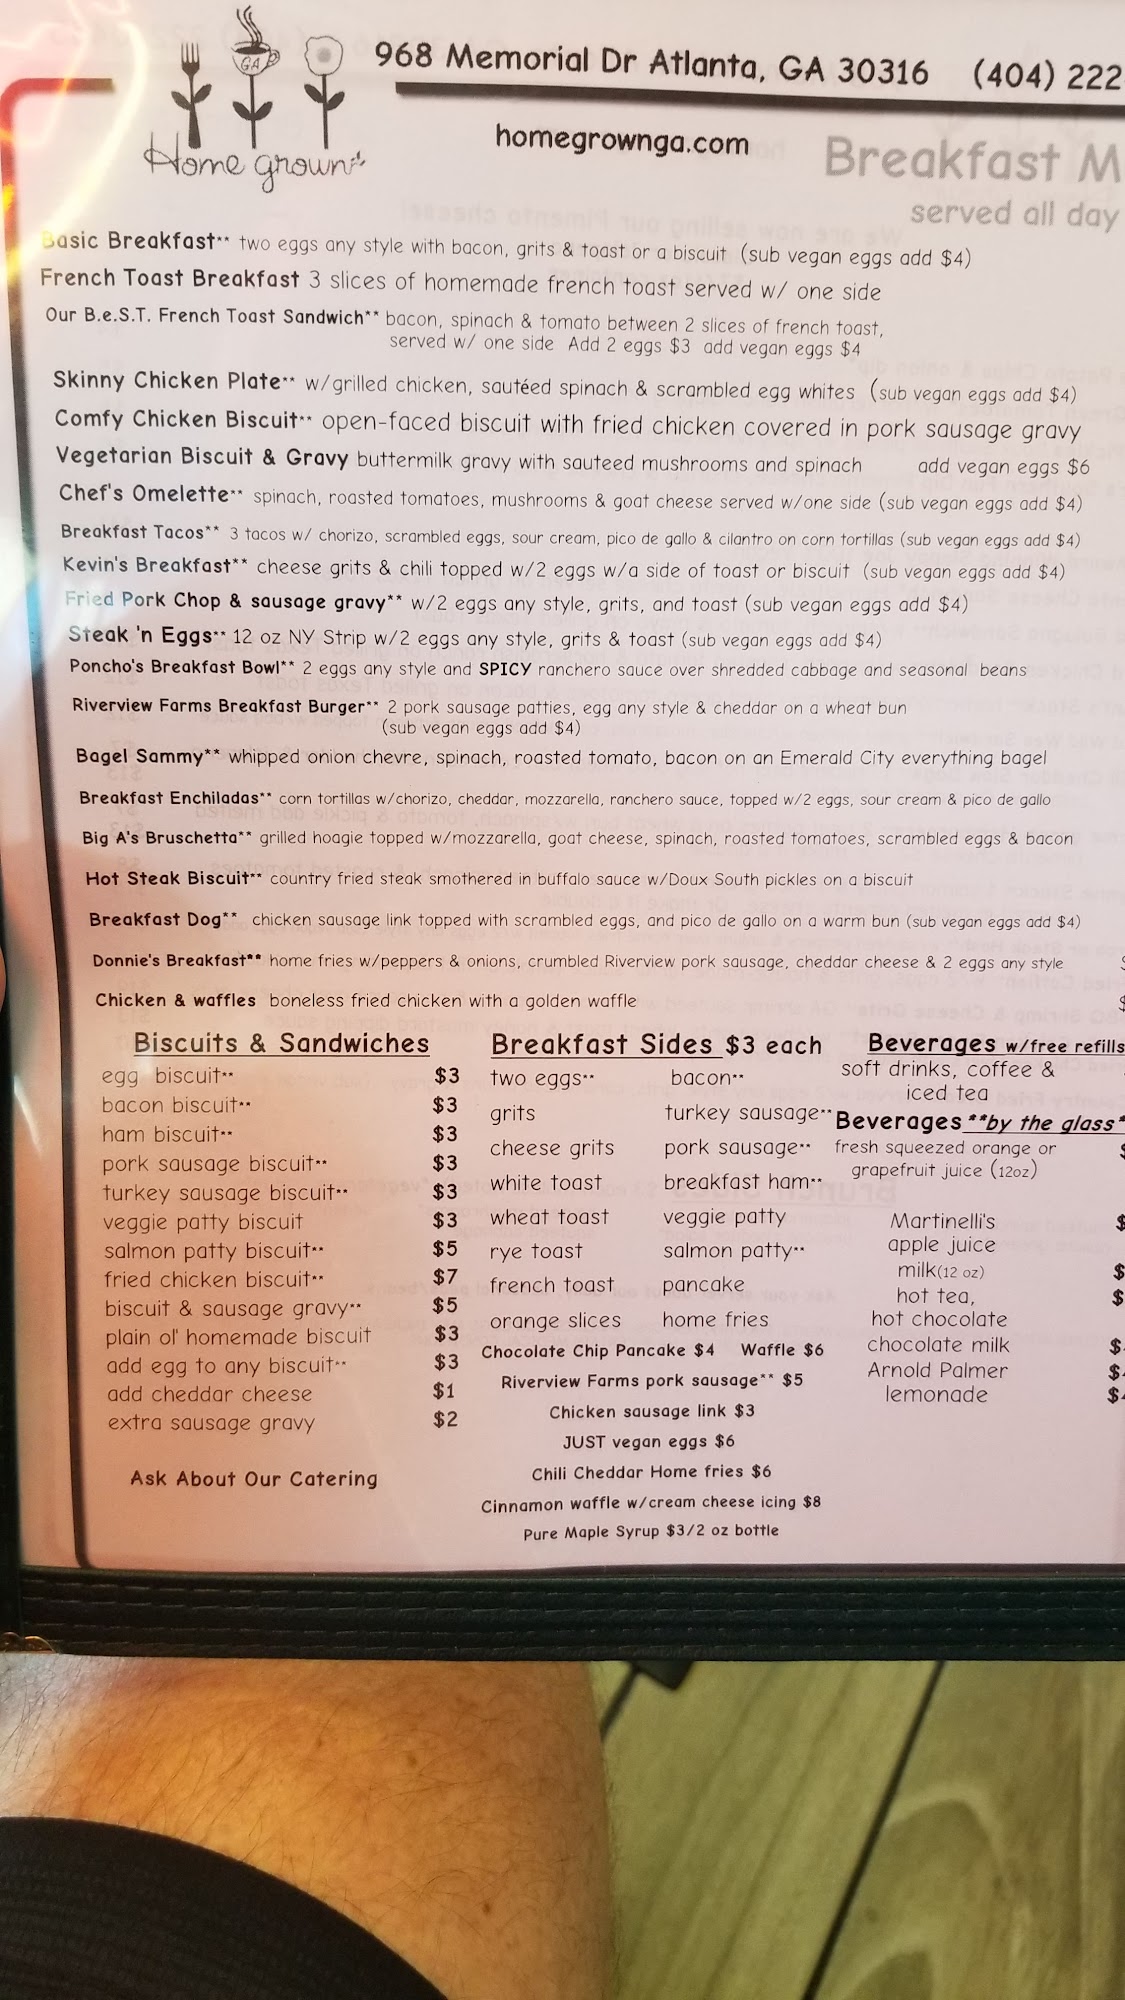 968 Memorial Dr Atlanta, GA 30316 (404) 222
GA
Home grown
homegrownga.com
Breakfast M
served all day
Basic Breakfast** two eggs any style with bacon, grits & toast or a biscuit (sub vegan eggs add $4)
French Toast Breakfast 3 slices of homemade french toast served w/ one side
Our B.e.S.T. French Toast Sandwich** bacon, spinach & tomato between 2 slices of french toast,
served w/ one side Add 2 eggs $3 add vegan eggs $4
Skinny Chicken Plate** w/grilled chicken, sautéed spinach & scrambled egg whites (sub vegan eggs add $4)
Comfy Chicken Biscuit** open-faced biscuit with fried chicken covered in pork sausage gravy
Vegetarian Biscuit & Gravy buttermilk gravy with sauteed mushrooms and spinach add vegan eggs $6
Chef's Omelette** spinach, roasted tomatoes, mushrooms & goat cheese served w/one side (sub vegan eggs add $4)
Breakfast Tacos** 3 tacos w/ chorizo, scrambled eggs, sour cream, pico de gallo & cilantro on corn tortillas (sub vegan eggs add $4)
Kevin's Breakfast** cheese grits & chili topped w/2 eggs w/a side of toast or biscuit (sub vegan eggs add $4)
Fried Pork Chop & sausage gravy** w/2 eggs any style, grits, and toast (sub vegan eggs add $4)
Steak 'n Eggs** 12 oz NY Strip w/2 eggs any style, grits & toast (sub vegan eggs add $4)
Poncho's Breakfast Bowl** 2 eggs any style and SPICY ranchero sauce over shredded cabbage and seasonal beans
Riverview Farms Breakfast Burger** 2 pork sausage patties, egg any style & cheddar on a wheat bun
(sub vegan eggs add $4)
Bagel Sammy** whipped onion chevre, spinach, roasted tomato, bacon on an Emerald City everything bagel
Breakfast Enchiladas** corn tortillas w/chorizo, cheddar, mozzarella, ranchero sauce, topped w/2 eggs, sour cream & pico de gallo
Big A's Bruschetta** grilled hoagie topped w/mozzarella, goat cheese, spinach, roasted tomatoes, scrambled eggs & bacon
Hot Steak Biscuit** country fried steak smothered in buffalo sauce w/Doux South pickles on a biscuit
Breakfast Dog** chicken sausage link topped with scrambled eggs, and pico de gallo on a warm bun (sub vegan eggs add $4)
Donnie's Breakfast** home fries w/peppers & onions, crumbled Riverview pork sausage, cheddar cheese & 2 eggs any style
Chicken & waffles boneless fried chicken with a golden waffle $
Biscuits & Sandwiches
egg biscuit** $3
bacon biscuit** $3
ham biscuit** $3
pork sausage biscuit** $3
turkey sausage biscuit** $3
veggie patty biscuit $3
salmon patty biscuit** $5
fried chicken biscuit** $7
biscuit & sausage gravy** $5
plain ol' homemade biscuit $3
add egg to any biscuit** $3
add cheddar cheese $1
extra sausage gravy $2
Ask About Our Catering
Breakfast Sides $3 each
two eggs** bacon**
grits turkey sausage**
cheese grits pork sausage**
white toast breakfast ham**
wheat toast veggie patty
rye toast salmon patty**
french toast pancake
orange slices home fries
Chocolate Chip Pancake $4 Waffle $6
Riverview Farms pork sausage** $5
Chicken sausage link $3
JUST vegan eggs $6
Chili Cheddar Home fries $6
Cinnamon waffle w/cream cheese icing $8
Pure Maple Syrup $3/2 oz bottle
Beverages w/free refills
soft drinks, coffee &
iced tea
Beverages **by the glass*
fresh squeezed orange or $
grapefruit juice (12oz)
Martinelli's $
apple juice
milk(12 oz) $
hot tea, $
hot chocolate
chocolate milk $
Arnold Palmer $
lemonade $